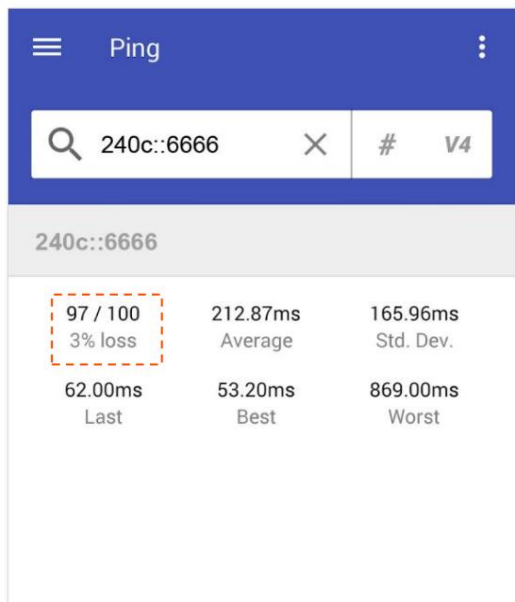 Ping
240c::6666 # V4
240c::6666
97 / 100 212.87ms 165.96ms
3% loss Average Std. Dev.
62.00ms 53.20ms 869.00ms
Last Best Worst